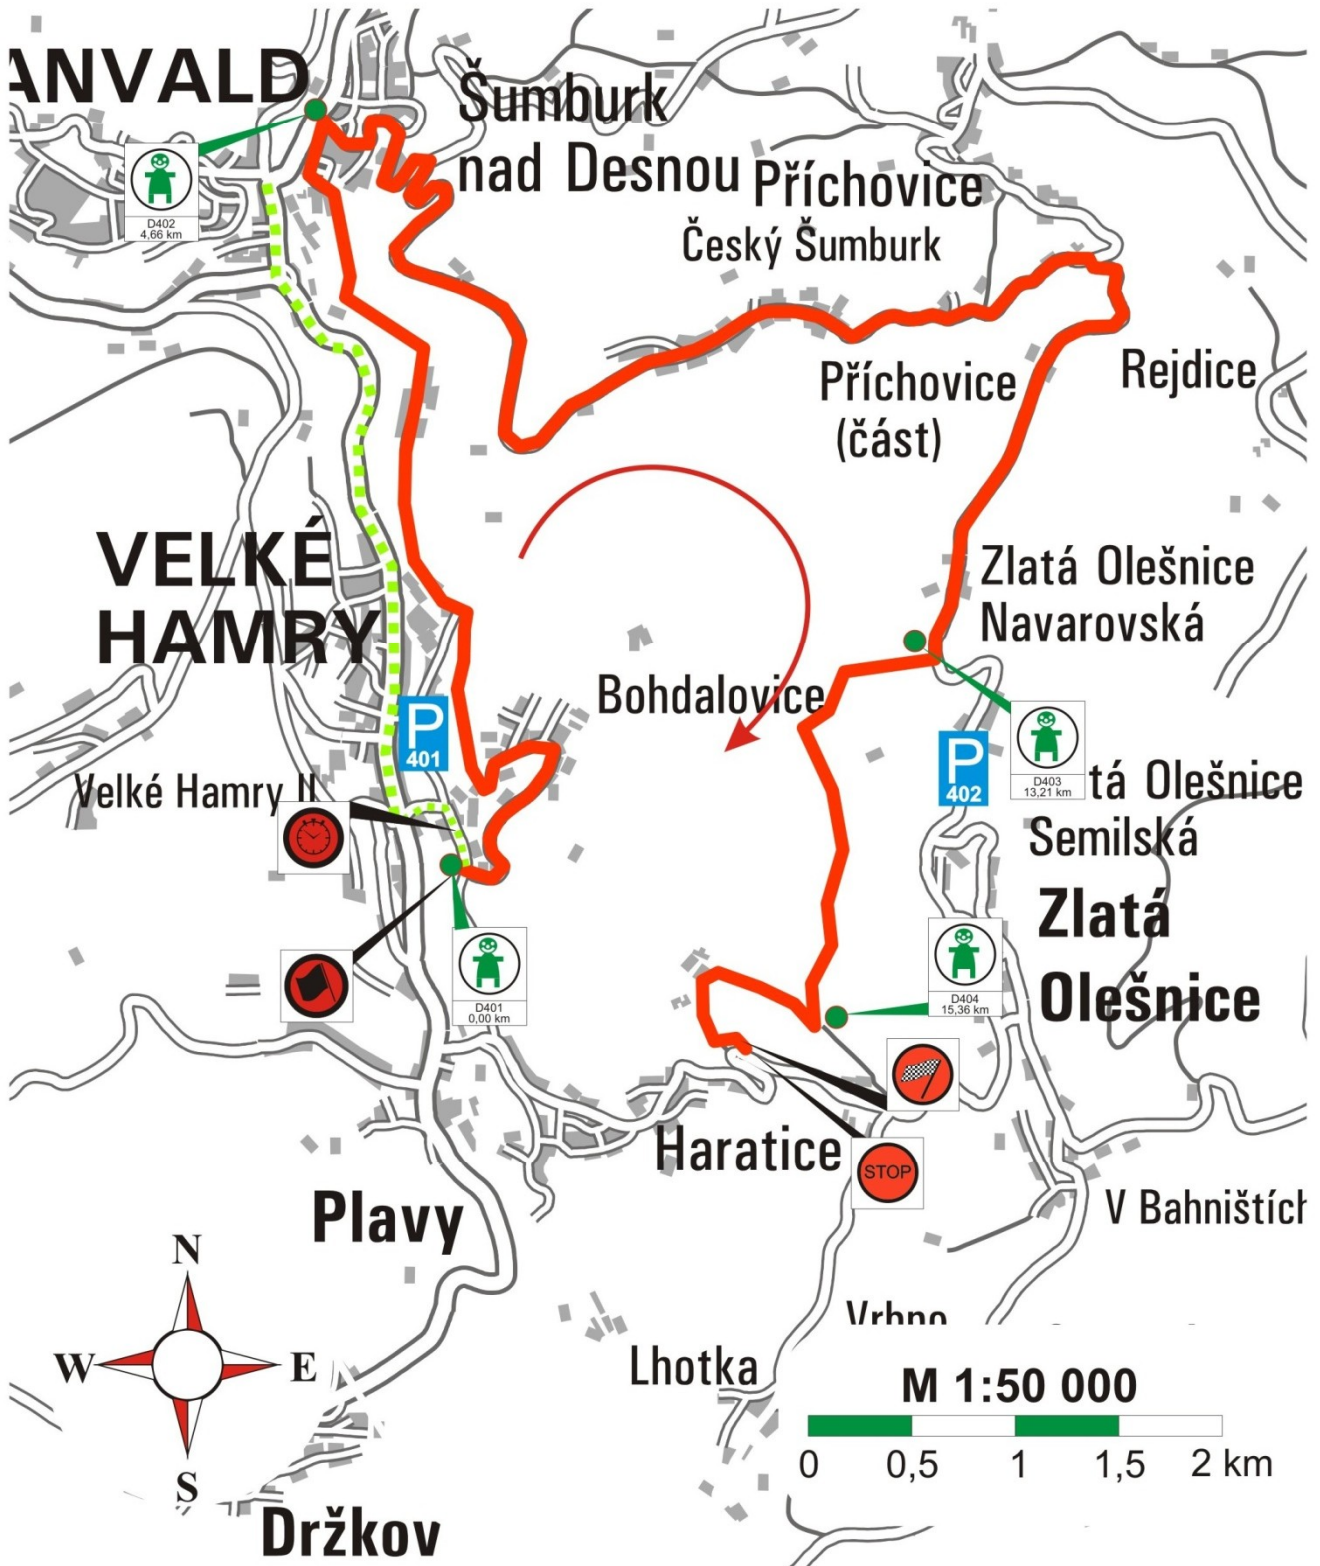 ANVALD
Šumburk
nad Desnou
Příchovice
Český Šumburk
D402
4,66 km
Příchovice
(část)
Rejdice
VELKÉ
HAMRY
Zlatá Olešnice
Navarovská
Bohdalovice
P
401
P
402
D403
13,21 km
Velké Hamry II
tá Olešnice
Semilská
Zlatá
Olešnice
D401
0,00 km
D404
15,36 km
Haratice
STOP
Plavy
V Bahništích
N
W
E
S
Vrbno
Lhotka
M 1:50 000
0 0,5 1 1,5 2 km
Držkov